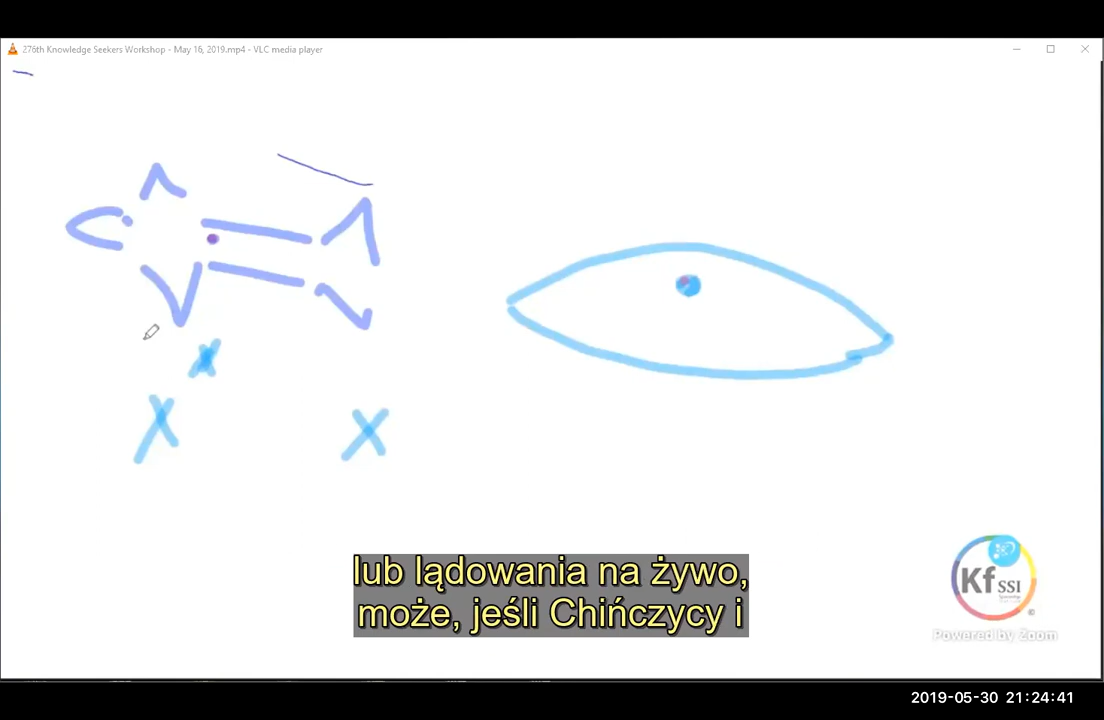 276th Knowledge Seekers Workshop - May 16, 2019.mp4 - VLC media player
lub lądowania na żywo,
może, jeśli Chińczycy i
Kf SSI
Powered by Zoom
2019-05-30 21:24:41